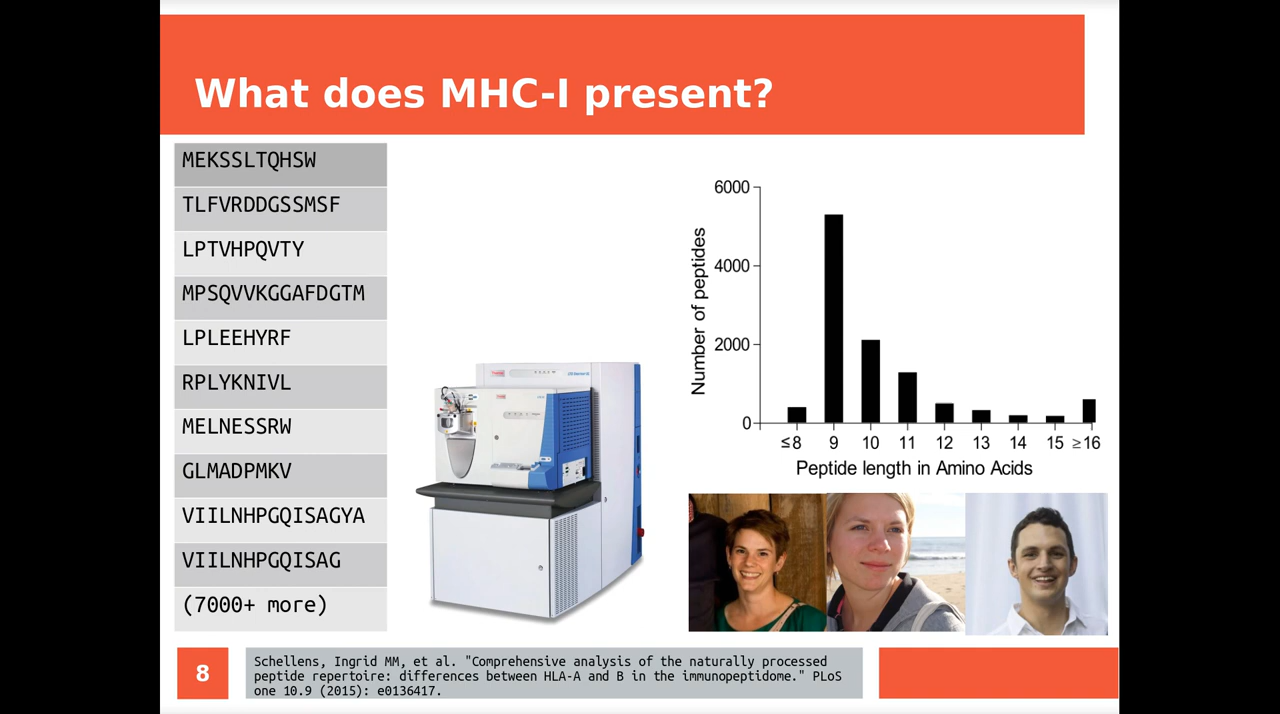 What does MHC-I present?
MEKSSLTQHSW
TLFVRDDGSSMSF
LPTVHPQVTY
MPSQVVKGGAFDGTM
LPLEEHYRF
RPLYKNIVL
MELNESSRW
GLMADPMKV
VIILNHPGQISAGYA
VIILNHPGQISAG
(7000+ more)
Number of peptides
6000
4000
2000
0
≤8 9 10 11 12 13 14 15 ≥16
Peptide length in Amino Acids
8
Schellens, Ingrid MM, et al. "Comprehensive analysis of the naturally processed
peptide repertoire: differences between HLA-A and B in the immunopeptidome." PLoS
one 10.9 (2015): e0136417.